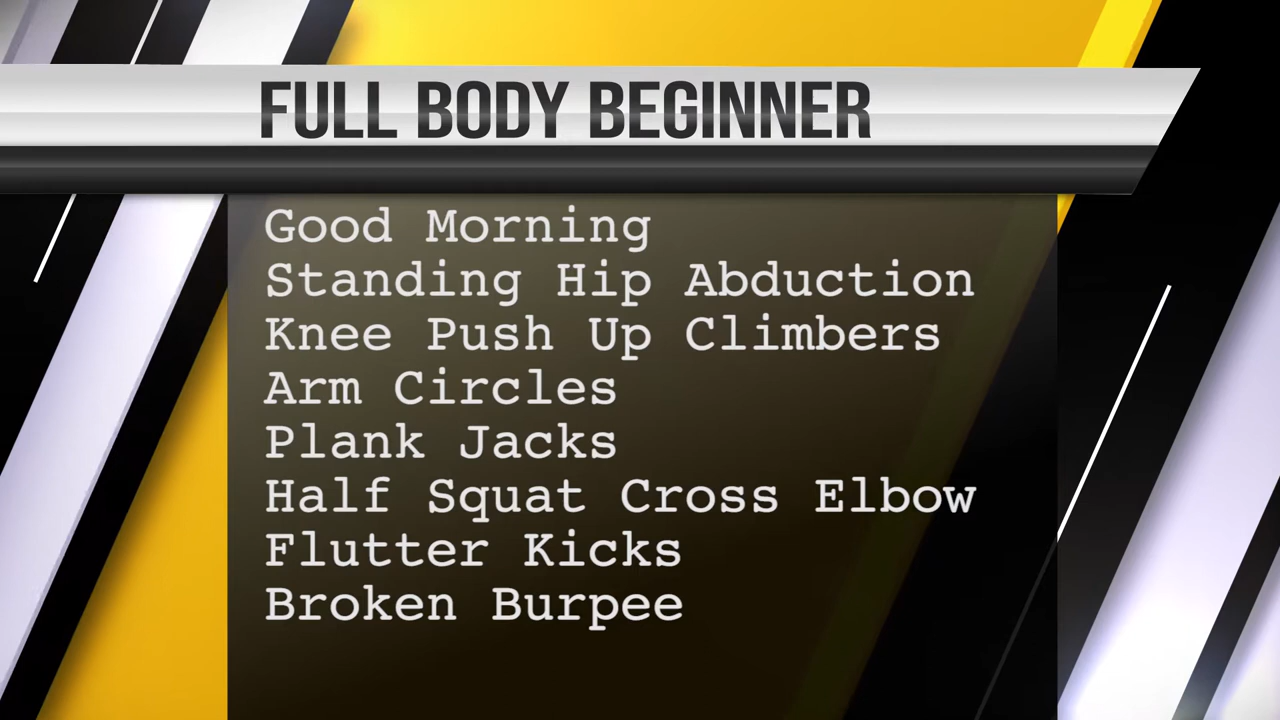 FULL BODY BEGINNER
Good Morning
Standing Hip Abduction
Knee Push Up Climbers
Arm Circles
Plank Jacks
Half Squat Cross Elbow
Flutter Kicks
Broken Burpee